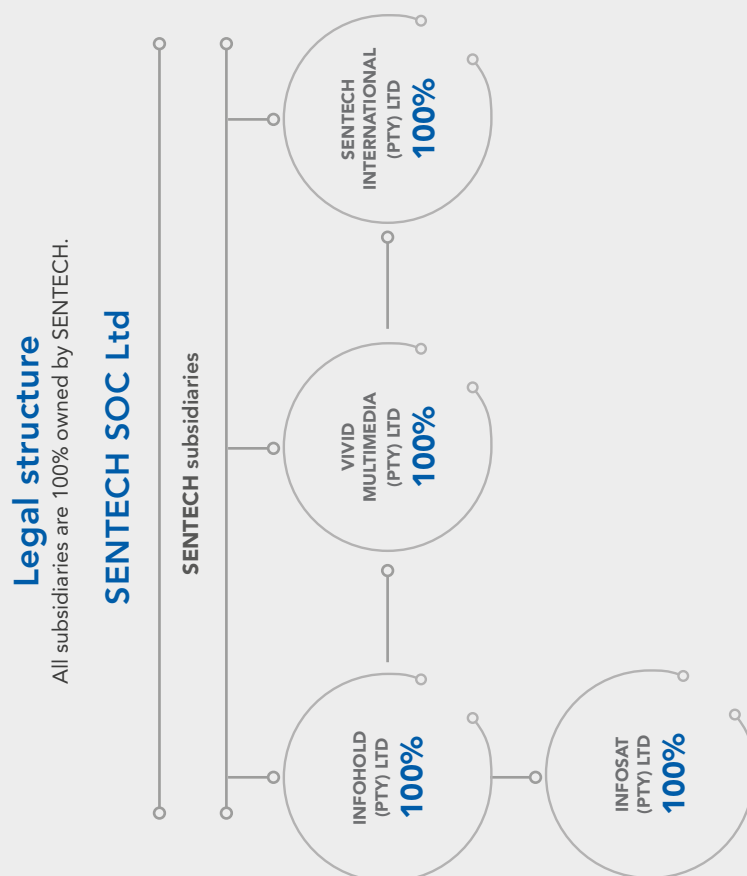 Legal structure
All subsidiaries are 100% owned by SENTECH.
SENTECH SOC Ltd
SENTECH subsidiaries
INFOHOLD
(PTY) LTD
100%
VIVID
MULTIMEDIA
(PTY) LTD
100%
SENTECH
INTERNATIONAL
(PTY) LTD
100%
INFOSAT
(PTY) LTD
100%